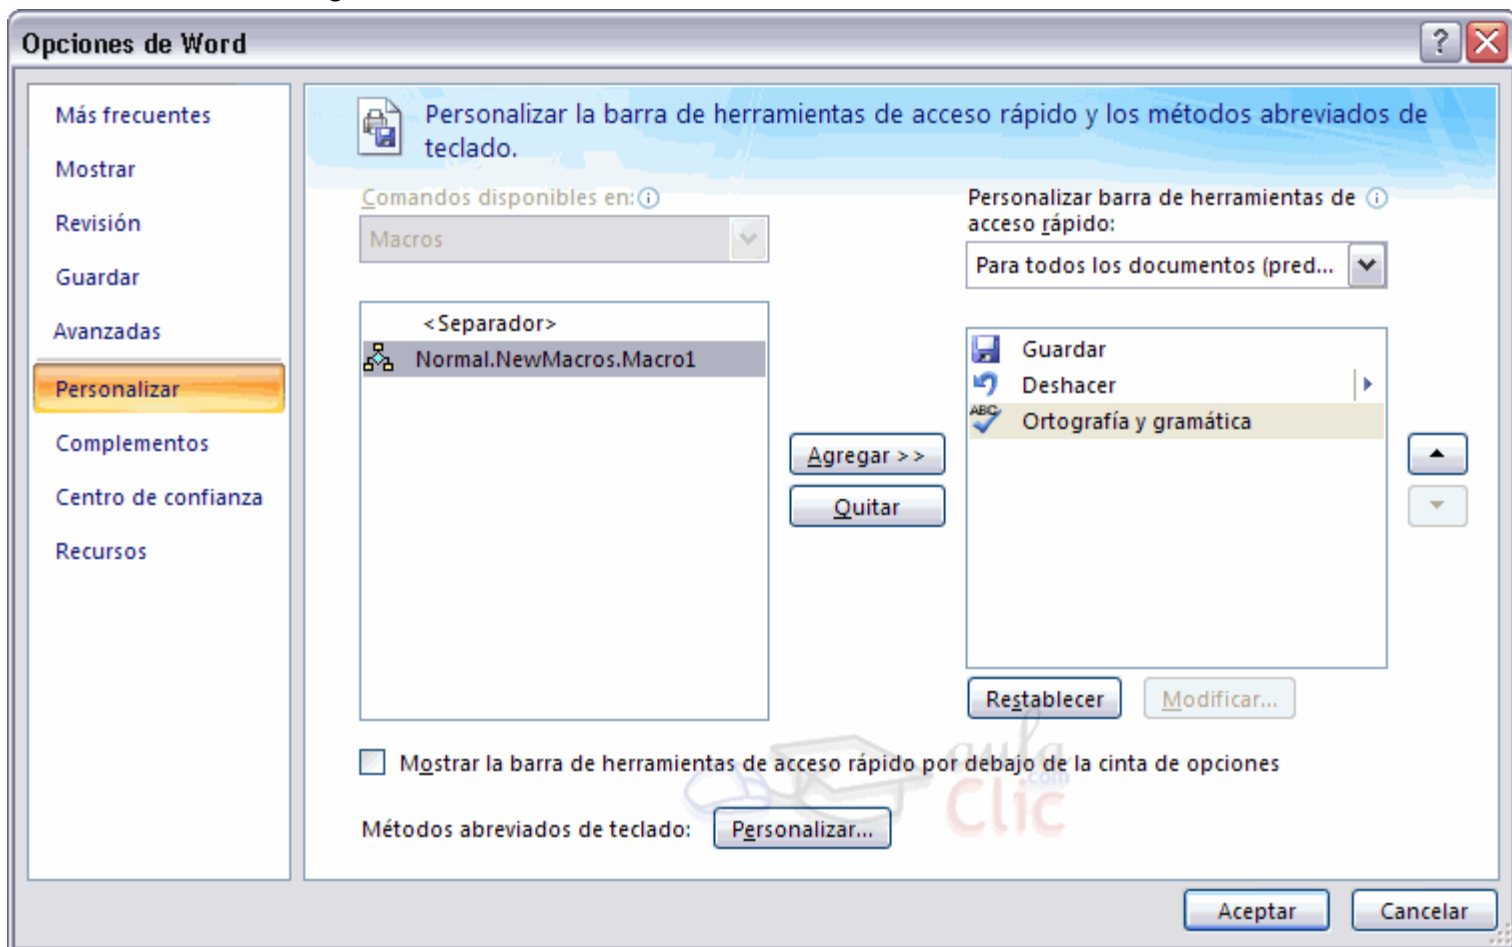 Opciones de Word
Más frecuentes
Mostrar
Revisión
Guardar
Avanzadas
Personalizar
Complementos
Centro de confianza
Recursos
Personalizar la barra de herramientas de acceso rápido y los métodos abreviados de
teclado.
Comandos disponibles en:
Macros
<Separador>
Normal.NewMacros.Macro1
Agregar >>
Quitar
Personalizar barra de herramientas de
acceso rápido:
Para todos los documentos (pred...
Guardar
Deshacer
ABC
Ortografía y gramática
Restablecer
Modificar...
Mostrar la barra de herramientas de acceso rápido por debajo de la cinta de opciones
Métodos abreviados de teclado:
Personalizar...
aula
.com
Clic
Aceptar
Cancelar